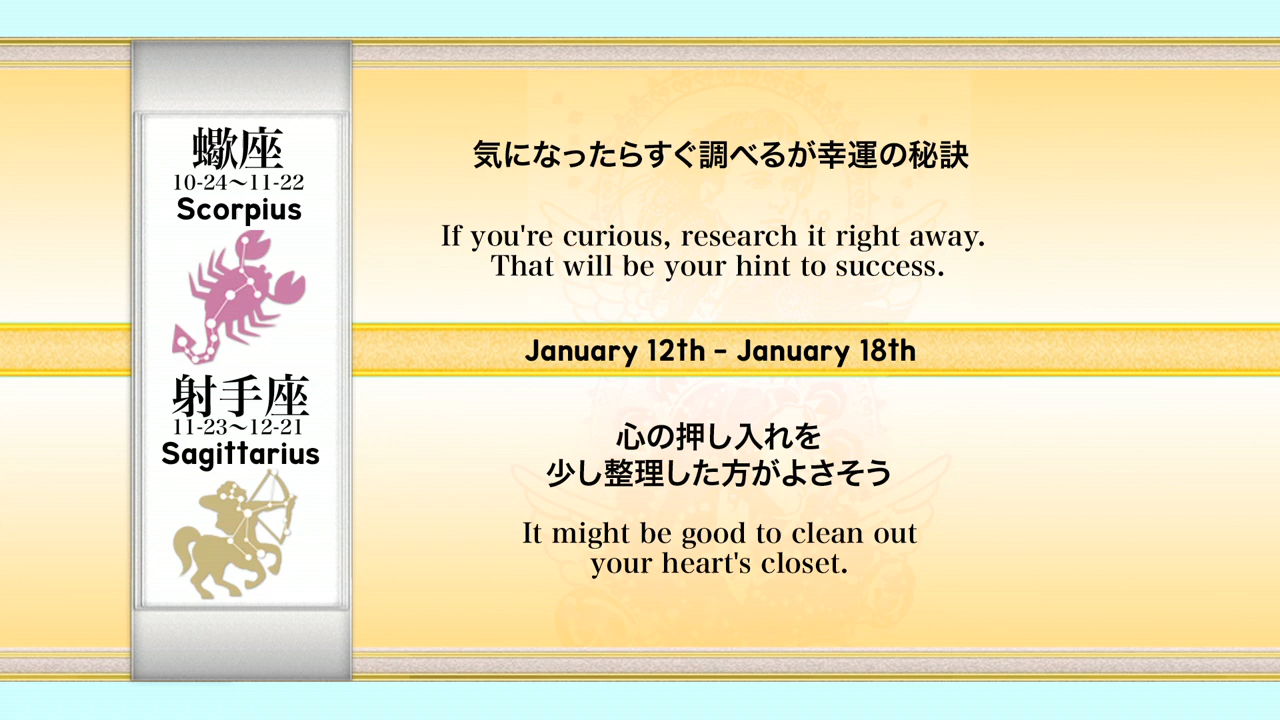 蠍座
10-24～11-22
Scorpius
気になったらすぐ調べるが幸運の秘訣
If you're curious, research it right away.
That will be your hint to success.
January 12th - January 18th
射手座
11-23～12-21
Sagittarius
心の押し入れを
少し整理した方がよさそう
It might be good to clean out
your heart's closet.